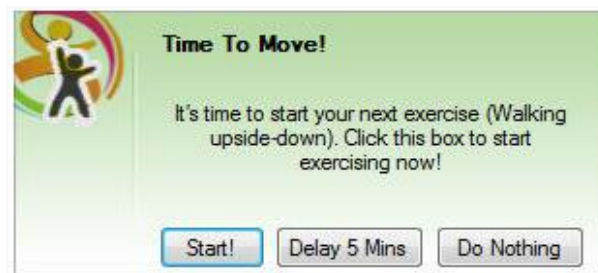 Time To Move!
It's time to start your next exercise (Walking
upside-down). Click this box to start
exercising now!
Start! Delay 5 Mins Do Nothing